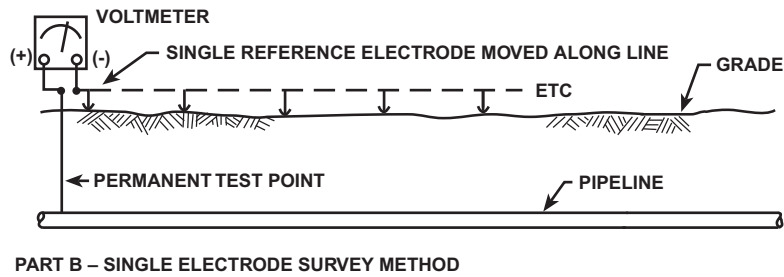 VOLTMETER
(+) (-)
SINGLE REFERENCE ELECTRODE MOVED ALONG LINE
GRADE
ETC
PERMANENT TEST POINT
PIPELINE
PART B – SINGLE ELECTRODE SURVEY METHOD